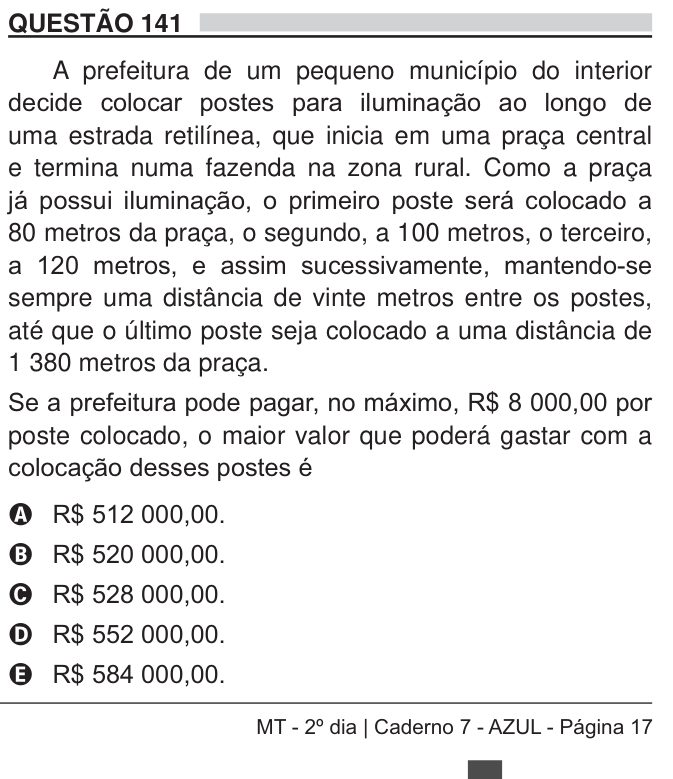 QUESTÃO 141
A prefeitura de um pequeno município do interior
decide colocar postes para iluminação ao longo de
uma estrada retilínea, que inicia em uma praça central
e termina numa fazenda na zona rural. Como a praça
já possui iluminação, o primeiro poste será colocado a
80 metros da praça, o segundo, a 100 metros, o terceiro,
a 120 metros, e assim sucessivamente, mantendo-se
sempre uma distância de vinte metros entre os postes,
até que o último poste seja colocado a uma distância de
1 380 metros da praça.
Se a prefeitura pode pagar, no máximo, R$ 8 000,00 por
poste colocado, o maior valor que poderá gastar com a
colocação desses postes é
A R$ 512 000,00.
B R$ 520 000,00.
C R$ 528 000,00.
D R$ 552 000,00.
E R$ 584 000,00.
MT - 2º dia | Caderno 7 - AZUL - Página 17